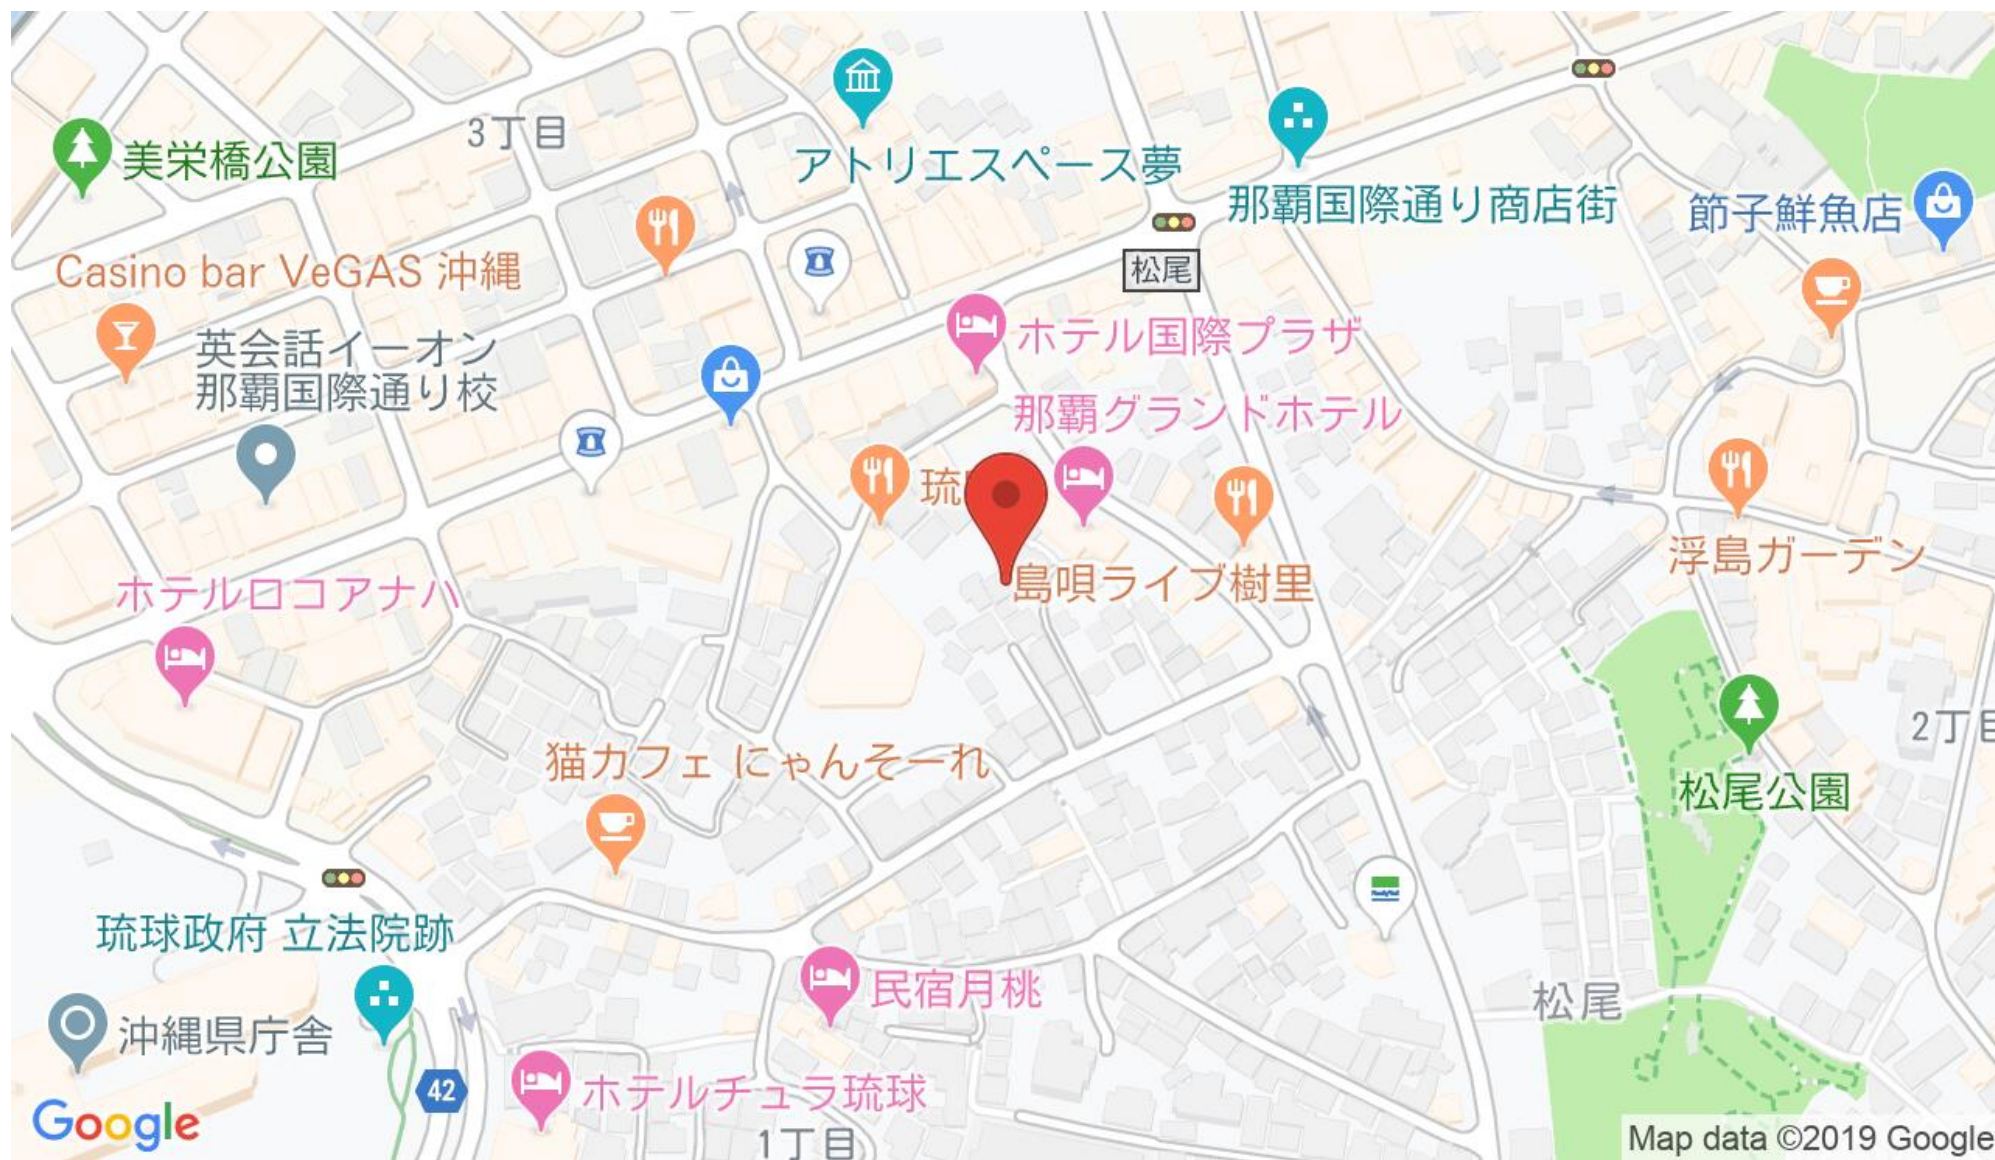 3丁目
美栄橋公園
アトリエスペース夢
那覇国際通り商店街
節子鮮魚店
Casino bar VeGAS 沖縄
松尾
英会話イーオン
那覇国際通り校
ホテル国際プラザ
那覇グランドホテル
琉
浮島ガーデン
島唄ライブ樹里
ホテルロコアナハ
2丁目
猫カフェ にゃんそーれ
松尾公園
琉球政府 立法院跡
民宿月桃
松尾
沖縄県庁舎
42
ホテルチュラ琉球
Google
1丁目
Map data ©2019 Google